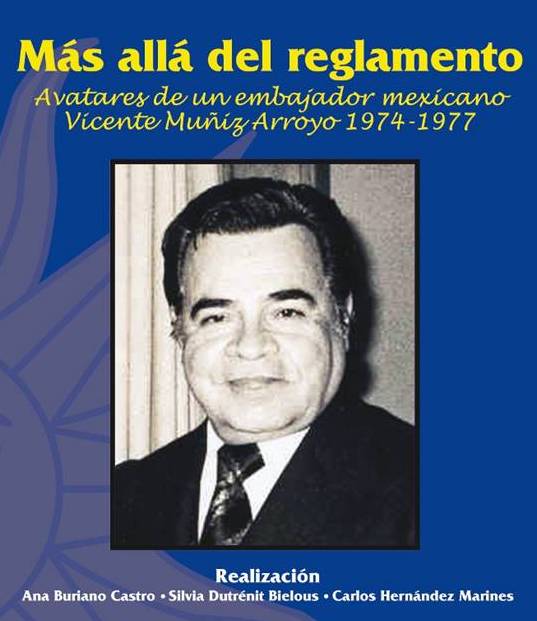 Más allá del reglamento
Avatares de un embajador mexicano
Vicente Muñiz Arroyo 1974-1977
Realización
Ana Buriano Castro • Silvia Dutrénit Bielous • Carlos Hernández Marines